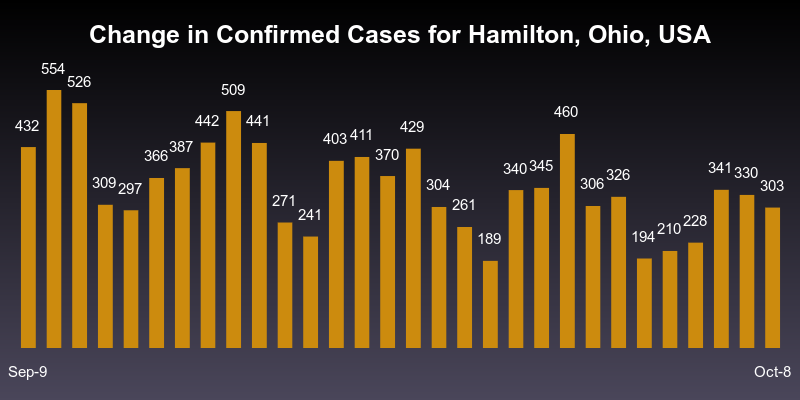 Change in Confirmed Cases for Hamilton, Ohio, USA
432 554 526 309 297 366 387 442 509 441 271 241 403 411 370 429 304 261 189 340 345 460 306 326 194 210 228 341 330 303
Sep-9 Oct-8